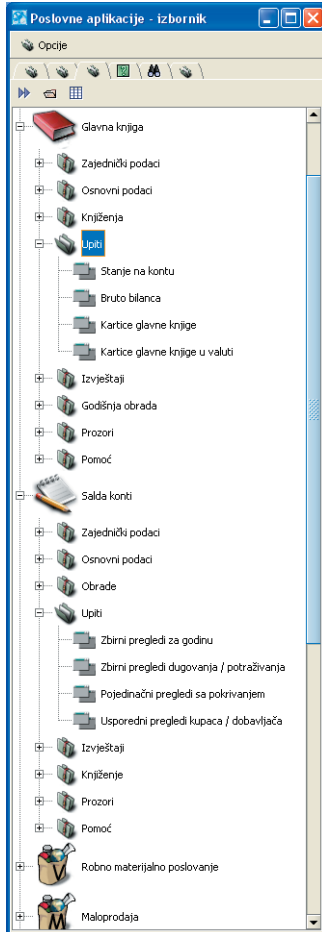 Poslovne aplikacije - izbornik
Opcije
Glavna knjiga
Zajednički podaci
Osnovni podaci
Knjiženja
Upiti
Stanje na kontu
Bruto bilanca
Kartice glavne knjige
Kartice glavne knjige u valuti
Izvještaji
Godišnja obrada
Prozori
Pomoć
Salda konti
Zajednički podaci
Osnovni podaci
Obrade
Upiti
Zbirni pregledi za godinu
Zbirni pregledi dugovanja / potraživanja
Pojedinačni pregledi sa pokrivanjem
Usporedni pregledi kupaca / dobavljača
Izvještaji
Knjiženje
Prozori
Pomoć
V
Robno materijalno poslovanje
M
Maloprodaja